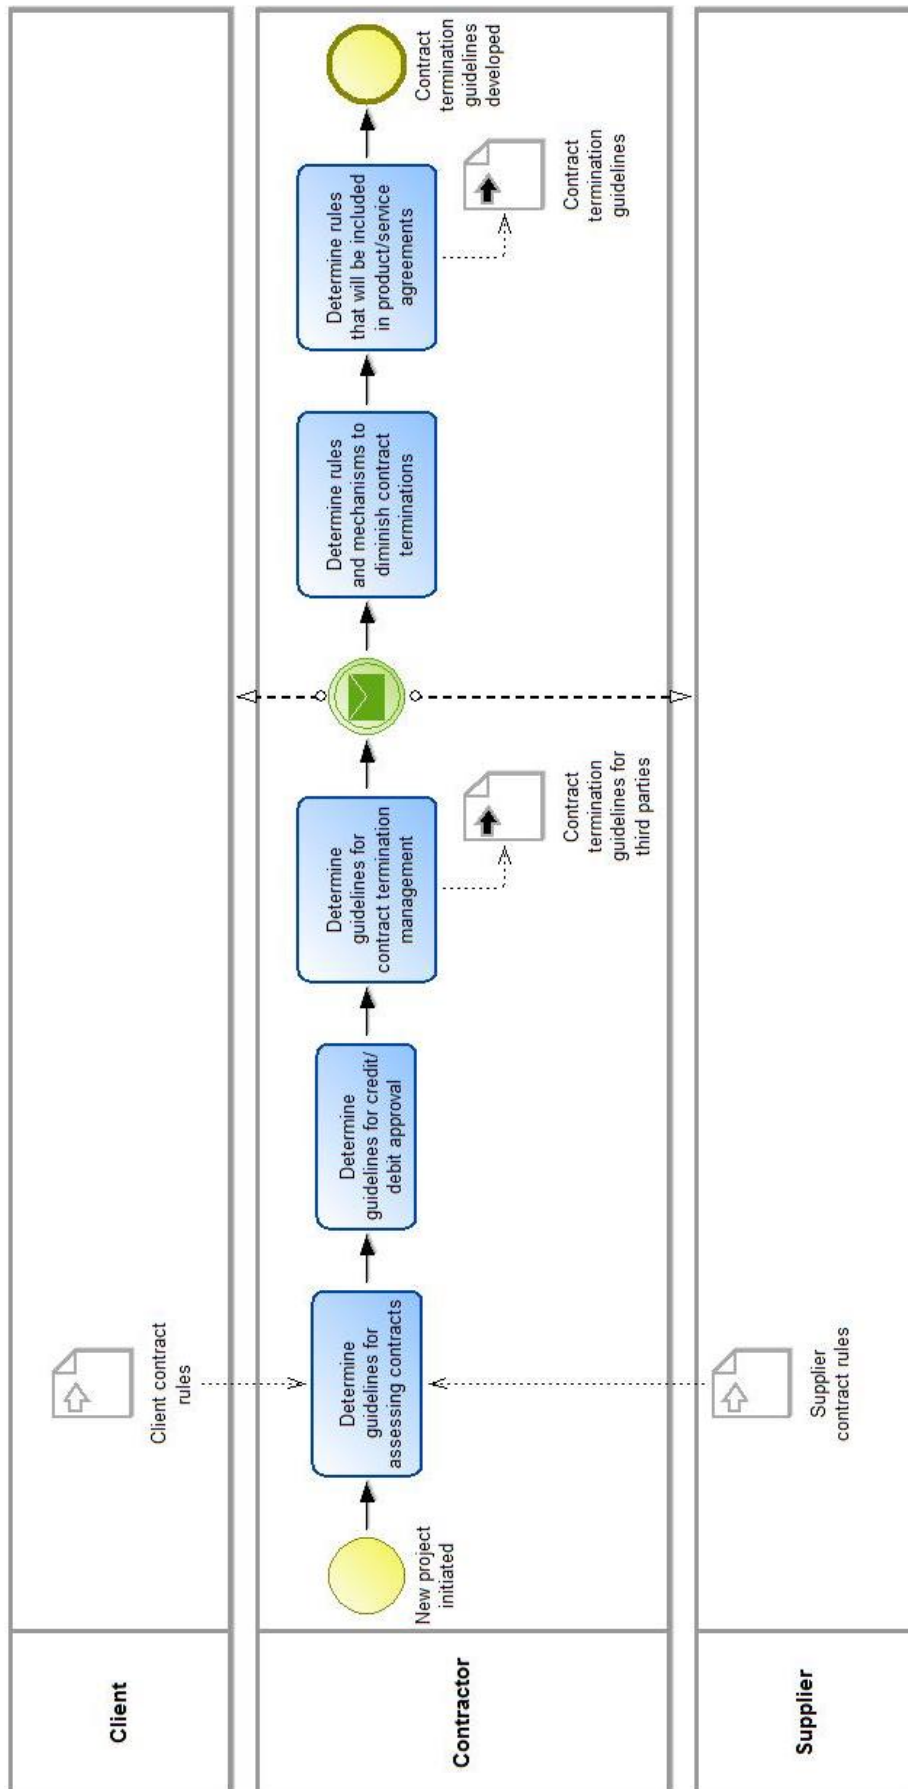 Client
Client contract
rules
Contractor
New project
initiated
Determine
guidelines for
assessing contracts
Determine
guidelines for credit/
debit approval
Determine
guidelines for
contract termination
management
Contract
termination
guidelines for
third parties
Determine rules
and mechanisms to
diminish contract
terminations
Determine rules
that will be included
in product/service
agreements
Contract
termination
guidelines
Contract
termination
guidelines
developed
Supplier
Supplier
contract rules